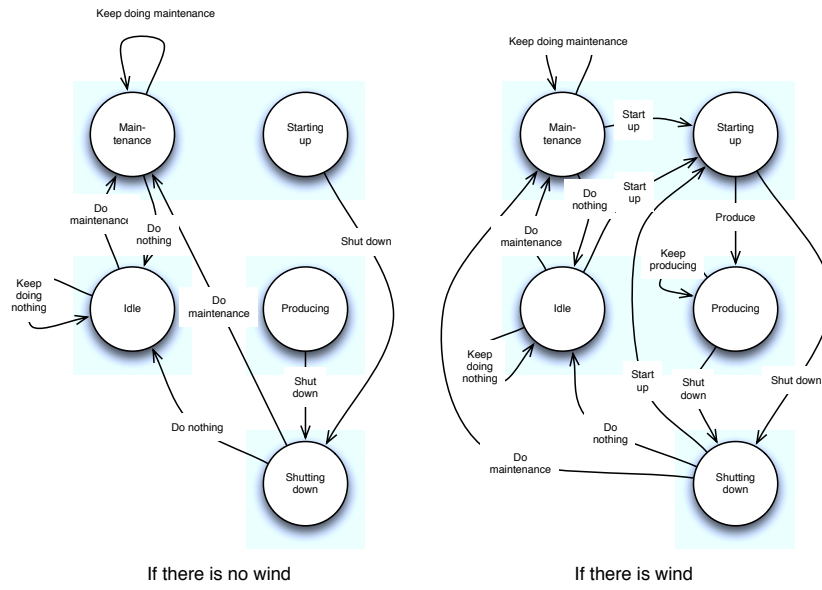 Keep doing maintenance
Main-
tenance
Starting
up
Do
maintenance
Do
nothing
Shut down
Keep
doing
nothing
Idle
Do
maintenance
Producing
Shut
down
Do nothing
Shutting
down
If there is no wind
Keep doing maintenance
Main-
tenance
Start
up
Starting
up
Do
nothing
Start
up
Do
maintenance
Produce
Keep
producing
Idle
Producing
Keep
doing
nothing
Start
up
Shut
down
Shut down
Do
nothing
Do
maintenance
Shutting
down
If there is wind